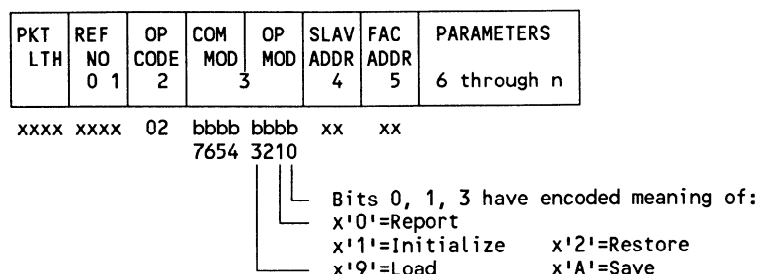 PKT REF OP COM OP SLAV FAC PARAMETERS
LTH NO CODE MOD MOD ADDR ADDR
0 1 2 3 4 5 6 through n
xxxx xxxx 02 bbbb bbbb xx xx
7654 3210
Bits 0, 1, 3 have encoded meaning of:
x'0'=Report
x'1'=Initialize x'2'=Restore
x'9'=Load x'A'=Save